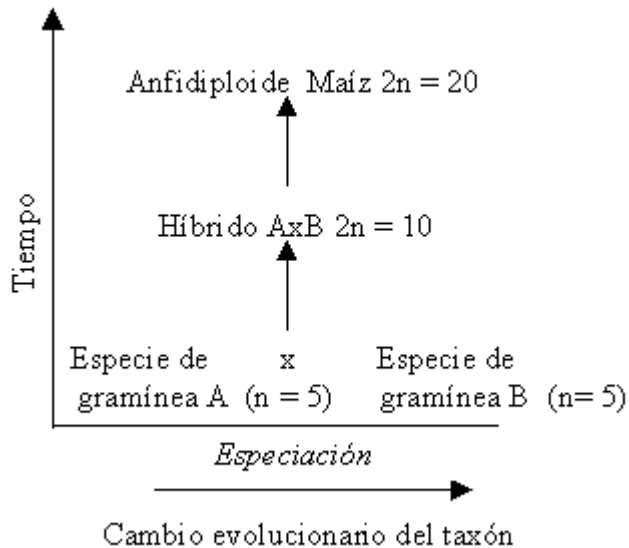 Anfidiploide Maíz 2n = 20
Híbrido AxB 2n = 10
Tiempo
Especie de x Especie de
gramínea A (n = 5) gramínea B (n= 5)
Especiación
Cambio evolucionario del taxón